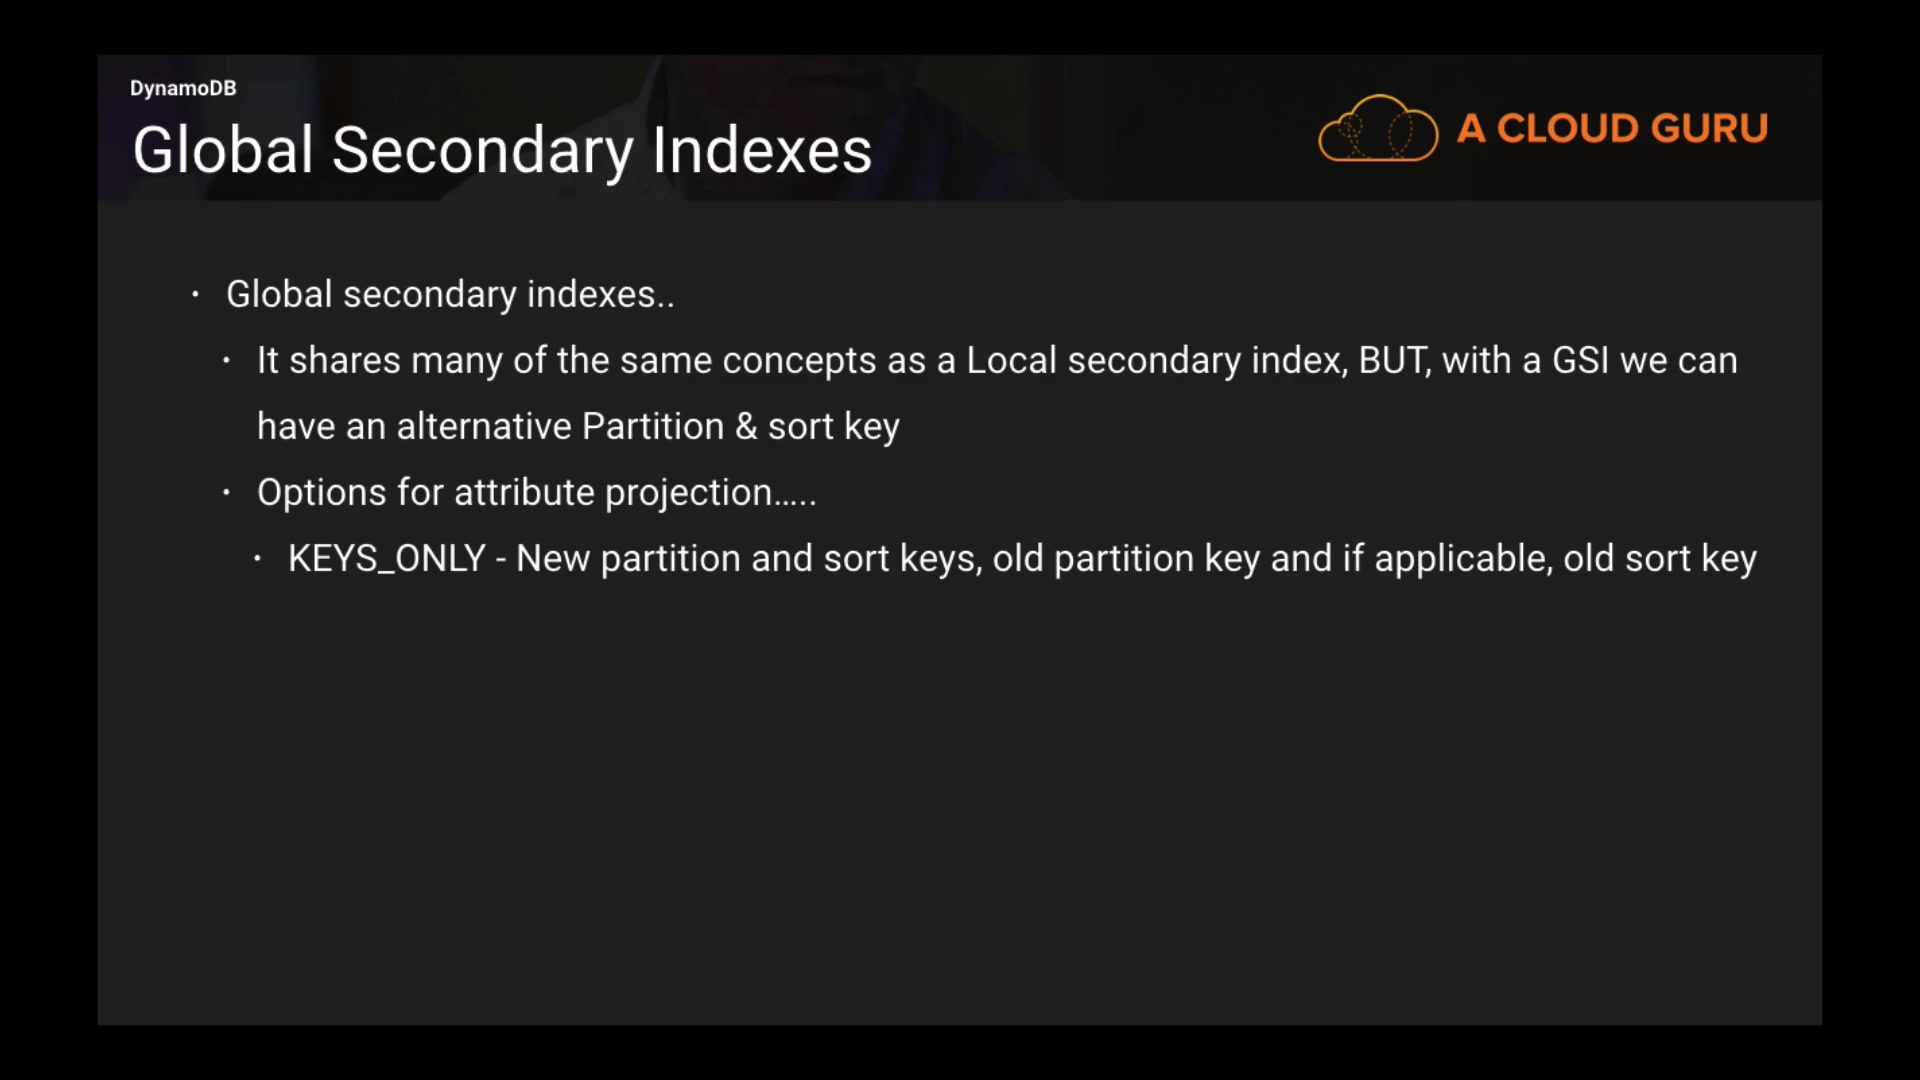 DynamoDB
Global Secondary Indexes
A CLOUD GURU
· Global secondary indexes..
· It shares many of the same concepts as a Local secondary index, BUT, with a GSI we can
have an alternative Partition & sort key
· Options for attribute projection.....
· KEYS_ONLY - New partition and sort keys, old partition key and if applicable, old sort key